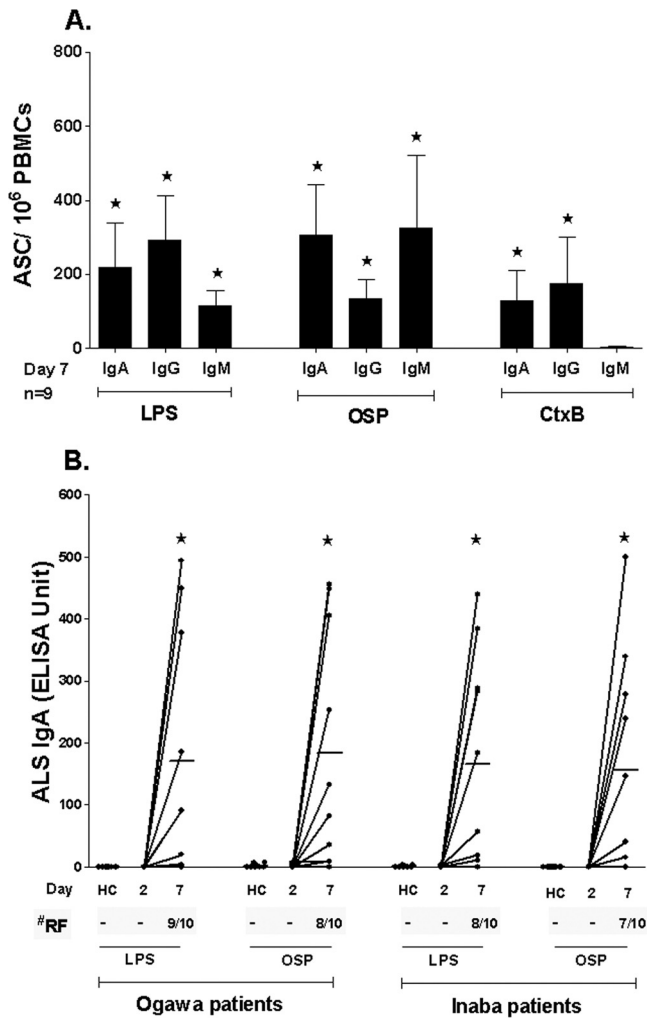 A.
800
600
400
200
0
ASC/ 10⁶ PBMCs
★ ★ ★ ★ ★ ★ ★ ★
Day 7 IgA IgG IgM IgA IgG IgM IgA IgG IgM
n=9
LPS OSP CtxB
B.
600
500
400
300
200
100
0
ALS IgA (ELISA Unit)
★ ★ ★ ★
Day HC 2 7 HC 2 7 HC 2 7 HC 2 7
#RF - - 9/10 - - 8/10 - - 8/10 - - 7/10
LPS OSP LPS OSP
Ogawa patients Inaba patients